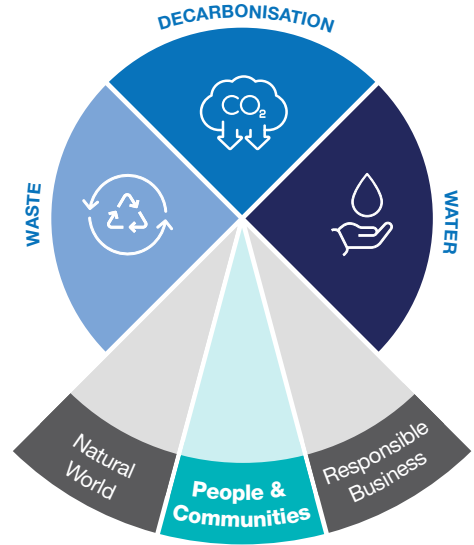 DECARBONISATION
CO₂
WASTE
WATER
Natural
World
People &
Communities
Responsible
Business